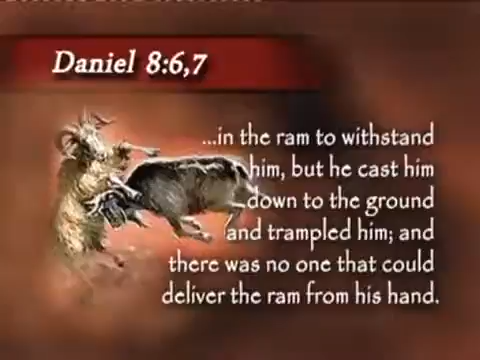 Daniel 8:6,7
...in the ram to withstand
him, but he cast him
down to the ground
and trampled him; and
there was no one that could
deliver the ram from his hand.